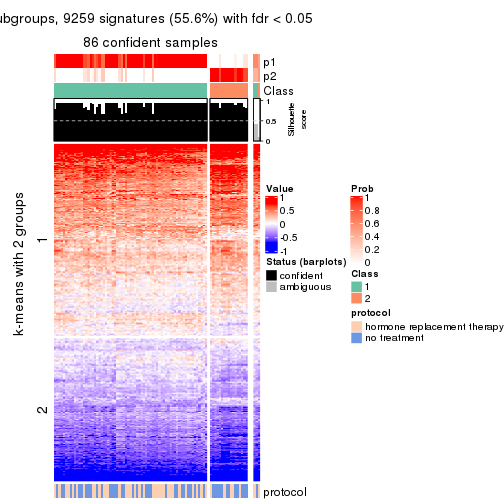 ubgroups, 9259 signatures (55.6%) with fdr < 0.05
86 confident samples
p1
p2
Class
1
0.5
0
Silhouette
score
k-means with 2 groups
1
2
Value
1
0.5
0
-0.5
-1
Status (barplots)
confident
ambiguous
Prob
1
0.8
0.6
0.4
0.2
0
Class
1
2
protocol
hormone replacement therapy
no treatment
protocol